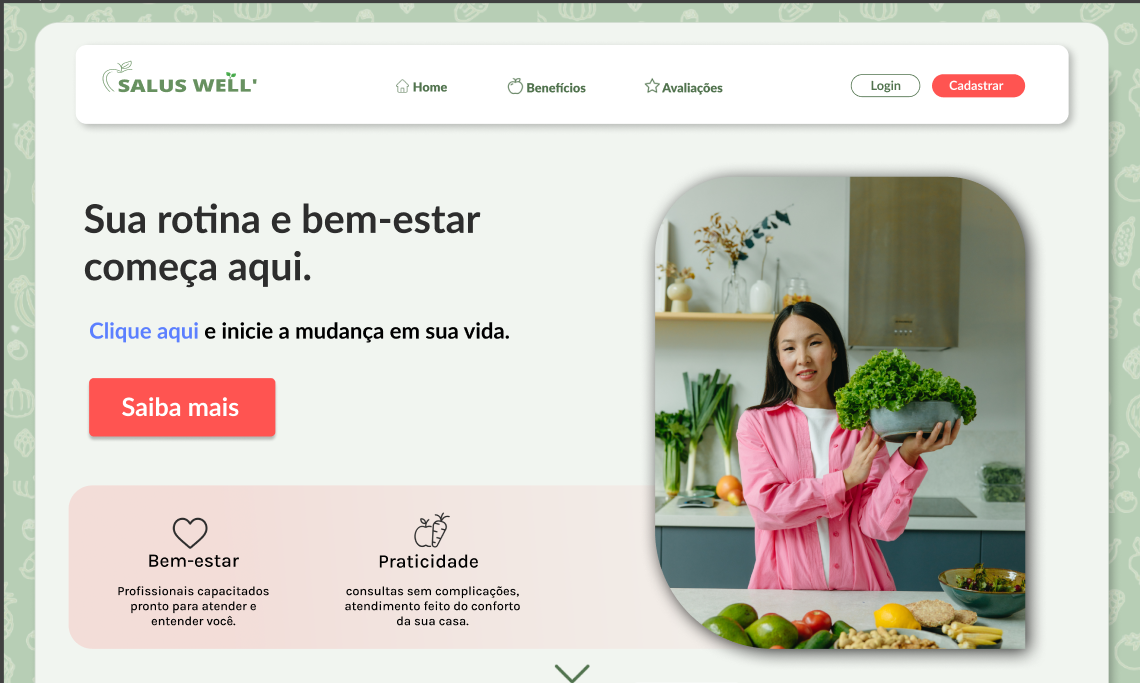 SALUS WELL'
Home
Benefícios
Avaliações
Login
Cadastrar
Sua rotina e bem-estar
começa aqui.
Clique aqui e inicie a mudança em sua vida.
Saiba mais
Bem-estar
Profissionais capacitados
pronto para atender e
entender você.
Praticidade
consultas sem complicações,
atendimento feito do conforto
da sua casa.